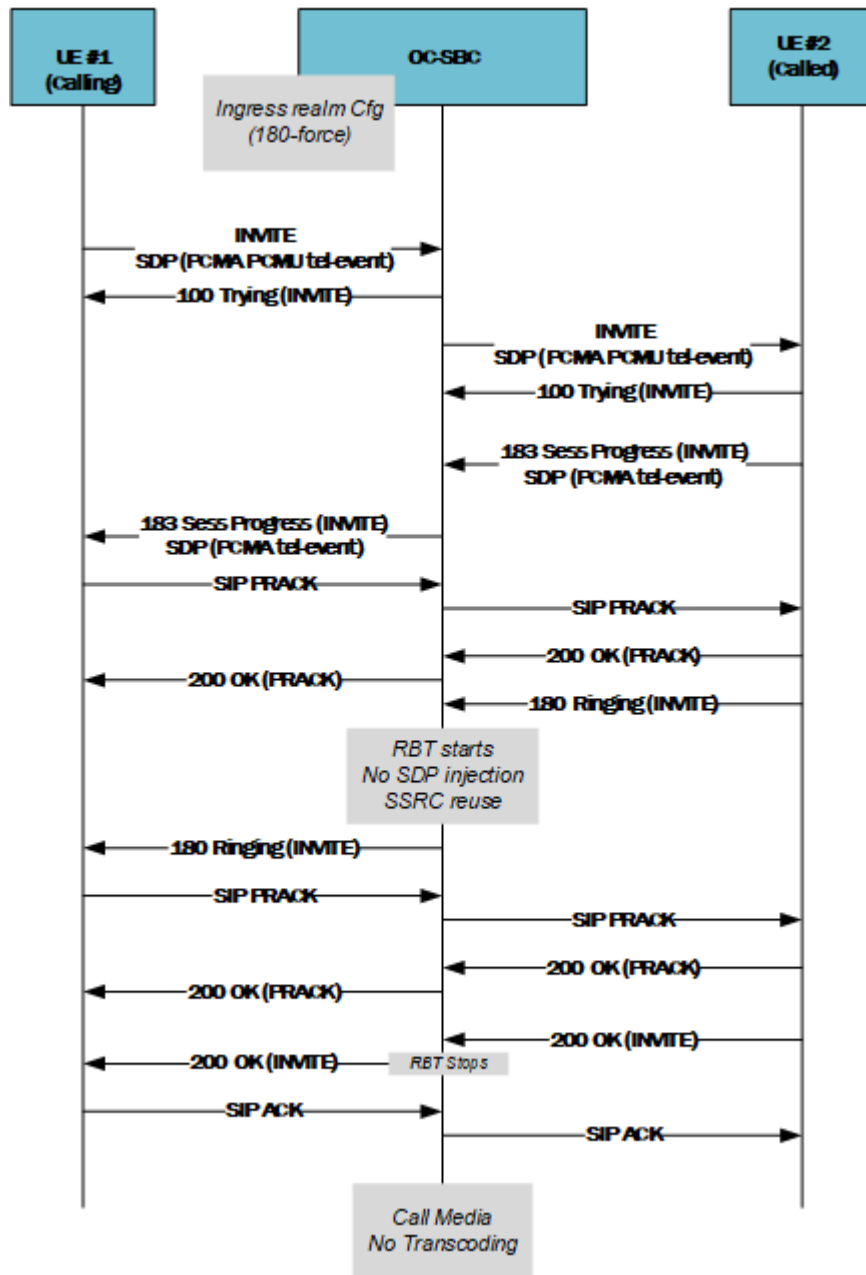 UE #1
(Calling)
OC-SBC
UE #2
(Called)
Ingress realm Cfg
(180-force)
INVITE
SDP (PCMA PCMU tel-event)
100 Trying (INVITE)
INVITE
SDP (PCMA PCMU tel-event)
100 Trying (INVITE)
183 Sess Progress (INVITE)
SDP (PCMA tel-event)
183 Sess Progress (INVITE)
SDP (PCMA tel-event)
SIP PRACK
SIP PRACK
200 OK (PRACK)
200 OK (PRACK)
180 Ringing (INVITE)
RBT starts
No SDP injection
SSRC reuse
180 Ringing (INVITE)
SIP PRACK
SIP PRACK
200 OK (PRACK)
200 OK (PRACK)
200 OK (INVITE)
200 OK (INVITE)
RBT Stops
SIP ACK
SIP ACK
Call Media
No Transcoding